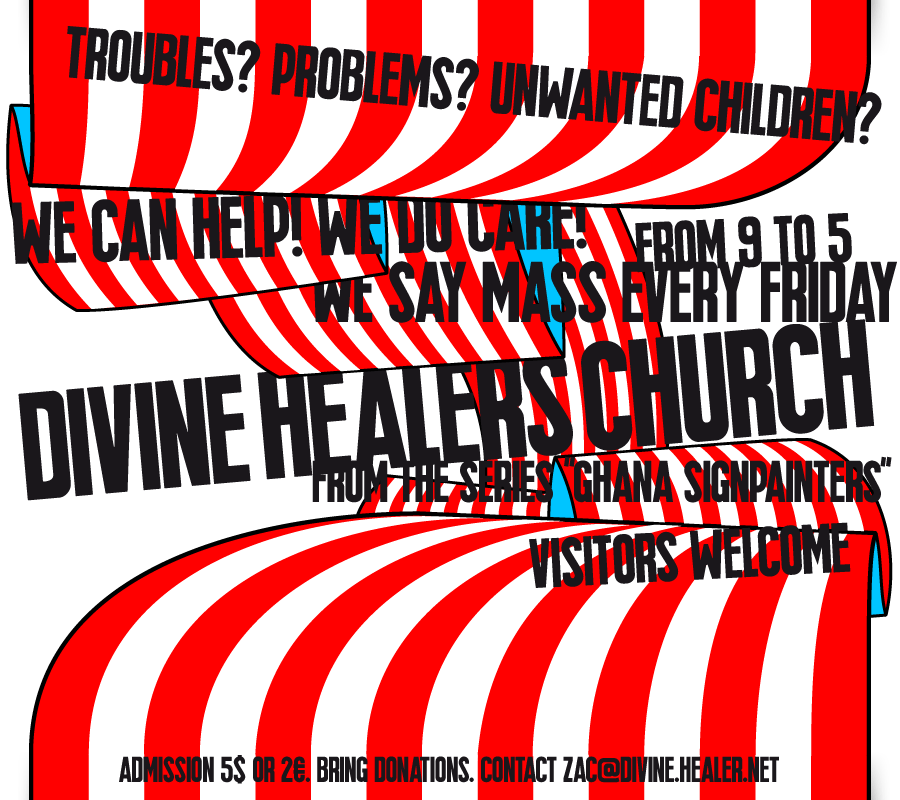 TROUBLES? PROBLEMS? UNWANTED CHILDREN?
WE CAN HELP! WE DO CARE!
FROM 9 TO 5
WE SAY MASS EVERY FRIDAY
DIVINE HEALERS CHURCH
FROM THE SERIES "GHANA SIGNPAINTERS"
VISITORS WELCOME
ADMISSION 5$ OR 2€. BRING DONATIONS. CONTACT ZAC@DIVINE.HEALER.NET